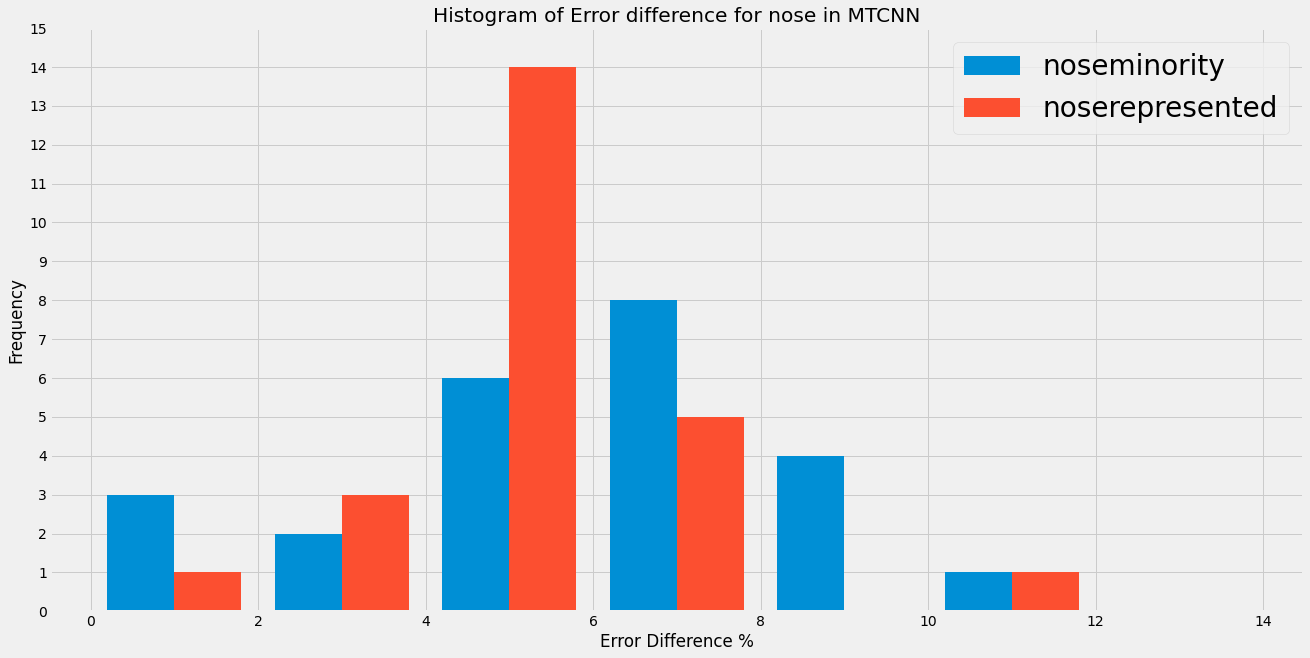 Histogram of Error difference for nose in MTCNN
noseminority
noserepresented
Frequency
15
14
13
12
11
10
9
8
7
6
5
4
3
2
1
0
0 2 4 6 8 10 12 14
Error Difference %